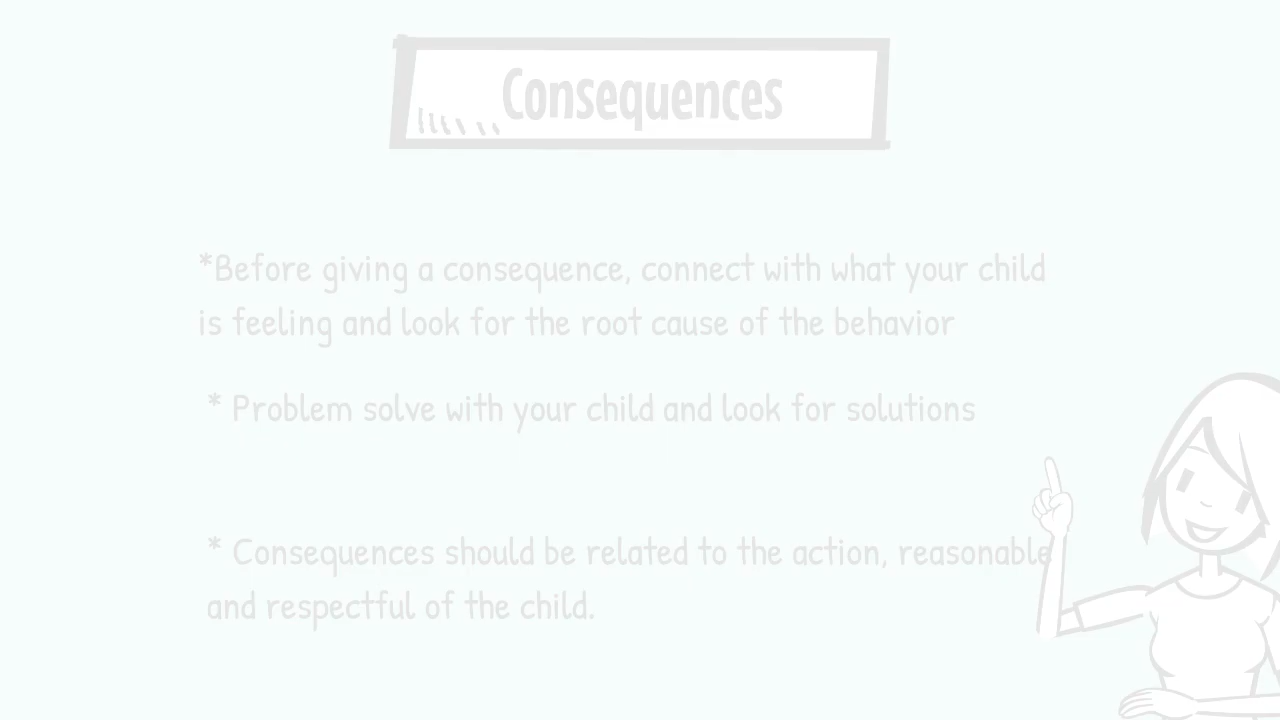 Consequences
*Before giving a consequence, connect with what your child
is feeling and look for the root cause of the behavior
* Problem solve with your child and look for solutions
* Consequences should be related to the action, reasonable
and respectful of the child.